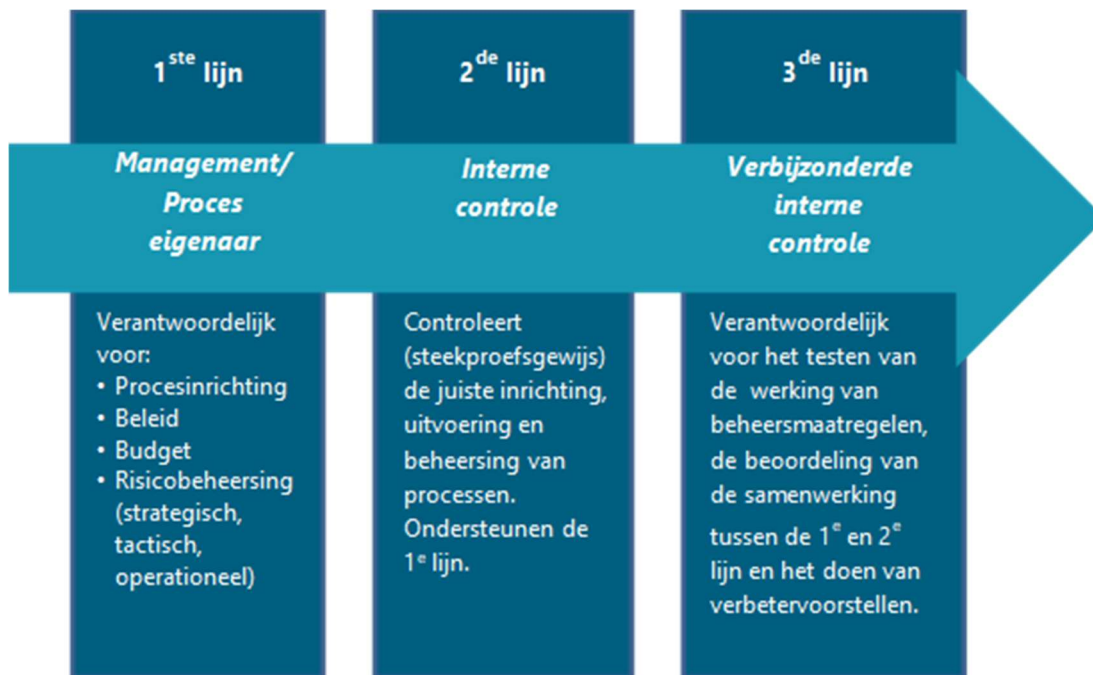 1ste lijn
Management/
Proces
eigenaar
Verantwoordelijk
voor:
• Procesinrichting
• Beleid
• Budget
• Risicobeheersing
(strategisch,
tactisch,
operationeel)
2de lijn
Interne
controle
Controleert
(steekproefsgewijs)
de juiste inrichting,
uitvoering en
beheersing van
processen.
Ondersteunen de
1e lijn.
3de lijn
Verbijzonderde
interne
controle
Verantwoordelijk
voor het testen van
de werking van
beheersmaatregelen,
de beoordeling van
de samenwerking
tussen de 1e en 2e
lijn en het doen van
verbetervoorstellen.